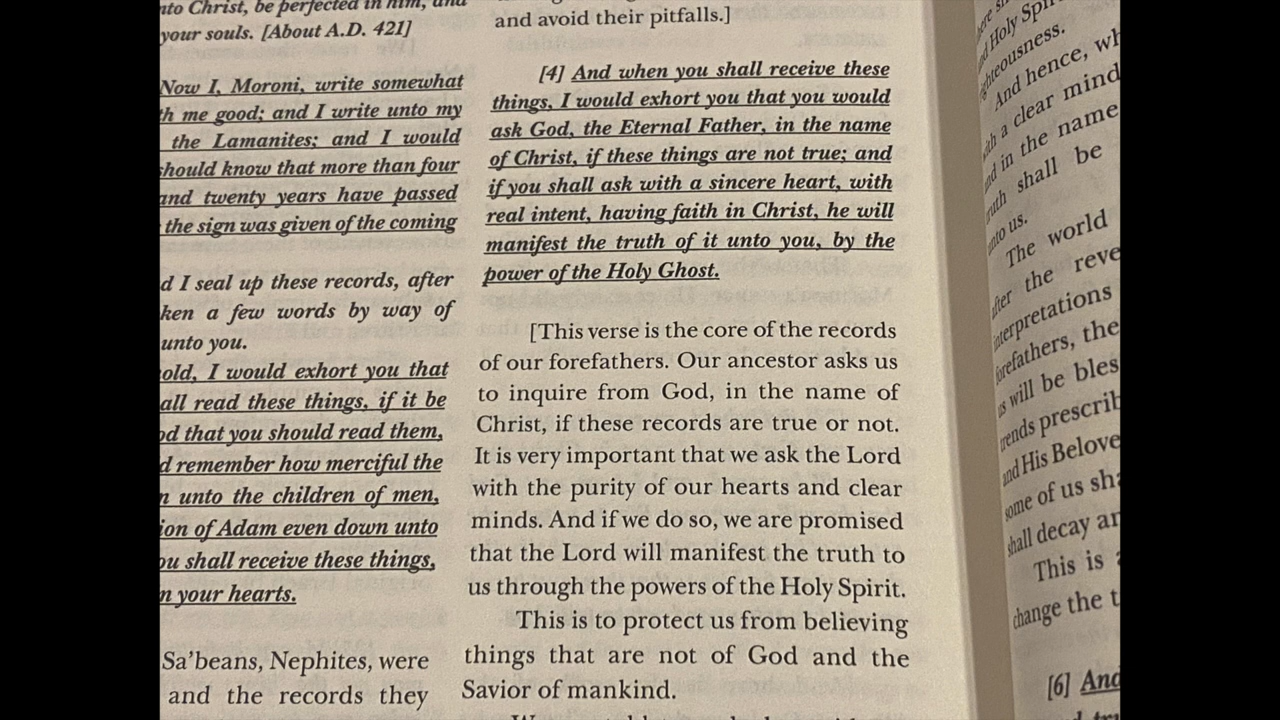 nto Christ, be perfected in him, and
your souls. [About A.D. 421]
Now I, Moroni, write somewhat
th me good; and I write unto my
the Lamanites; and I would
should know that more than four
and twenty years have passed
the sign was given of the coming
d I seal up these records, after
ken a few words by way of
unto you.
old, I would exhort you that
all read these things, if it be
od that you should read them,
d remember how merciful the
n unto the children of men,
ion of Adam even down unto
ou shall receive these things,
n your hearts.
Sa’beans, Nephites, were
and the records they
and avoid their pitfalls.]
[4] And when you shall receive these
things, I would exhort you that you would
ask God, the Eternal Father, in the name
of Christ, if these things are not true; and
if you shall ask with a sincere heart, with
real intent, having faith in Christ, he will
manifest the truth of it unto you, by the
power of the Holy Ghost.
[This verse is the core of the records
of our forefathers. Our ancestor asks us
to inquire from God, in the name of
Christ, if these records are true or not.
It is very important that we ask the Lord
with the purity of our hearts and clear
minds. And if we do so, we are promised
that the Lord will manifest the truth to
us through the powers of the Holy Spirit.
This is to protect us from believing
things that are not of God and the
Savior of mankind.
and Holy Spiri
righteousness.
And hence, wh
with a clear mind
and in the name
truth shall be
unto us.
The world
after the reve
interpretations
forefathers, the
us will be bles
trends prescrib
and His Belove
some of us sha
shall decay an
This is a
change the t
[6] And